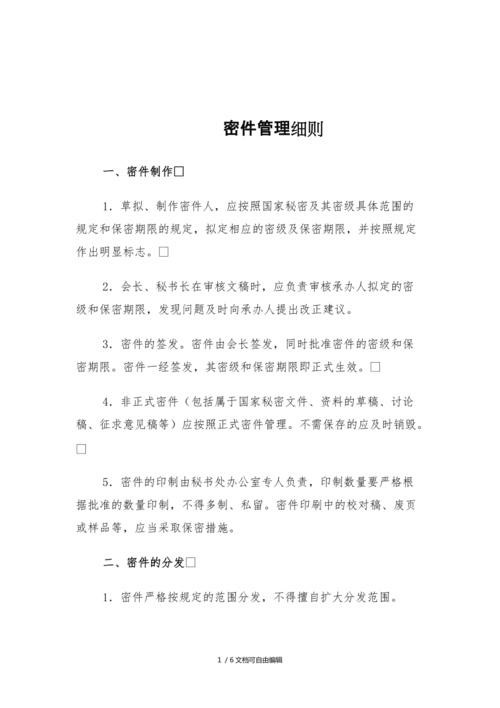 密件管理细则
一、密件制作□
1．草拟、制作密件人，应按照国家秘密及其密级具体范围的
规定和保密期限的规定，拟定相应的密级及保密期限，并按照规定
作出明显标志。□
2．会长、秘书长在审核文稿时，应负责审核承办人拟定的密
级和保密期限，发现问题及时向承办人提出改正建议。
3．密件的签发。密件由会长签发，同时批准密件的密级和保
密期限。密件一经签发，其密级和保密期限即正式生效。□
4．非正式密件（包括属于国家秘密文件、资料的草稿、讨论
稿、征求意见稿等）应按照正式密件管理。不需保存的应及时销毁。
□
5．密件的印制由秘书处办公室专人负责，印制数量要严格根
据批准的数量印制，不得多制、私留。密件印刷中的校对稿、废页
或样品等，应当采取保密措施。
二、密件的分发□
1．密件严格按规定的范围分发，不得擅自扩大分发范围。
1 / 6文档可自由编辑